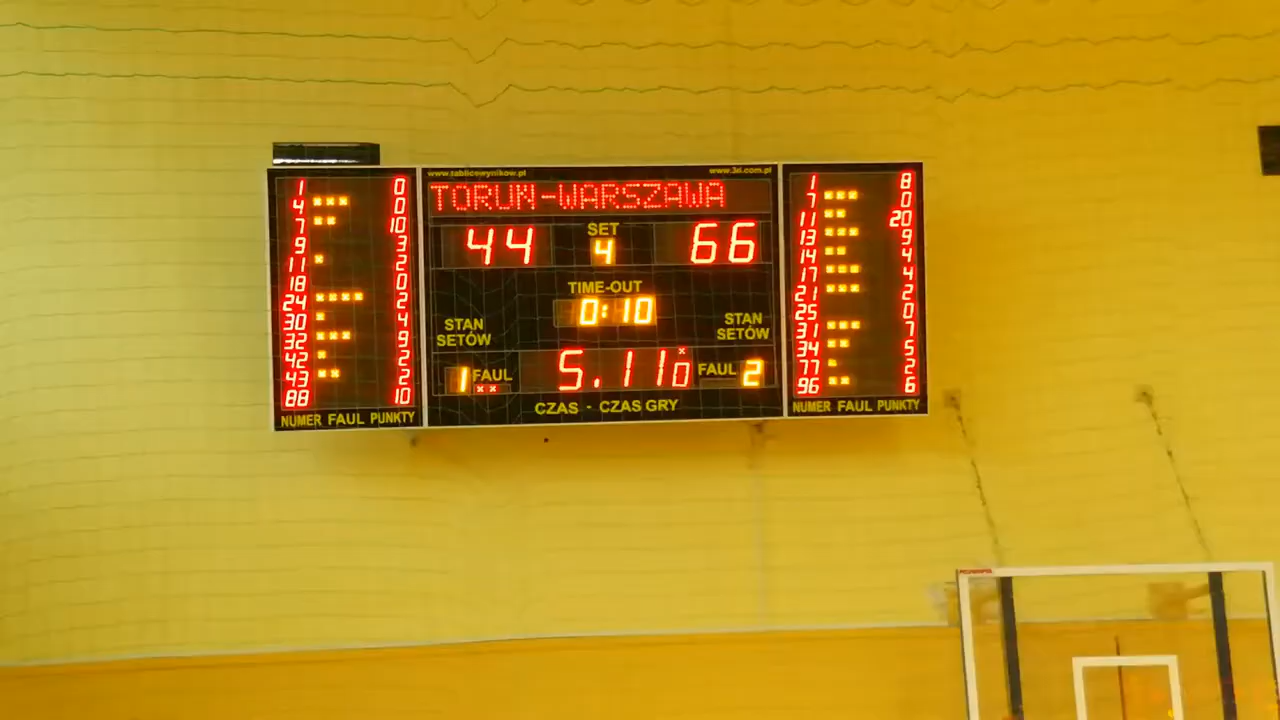 www.tablicewynikow.pl www.3el.com.pl
TORUŃ-WARSZAWA
44 SET 66
4
TIME-OUT
0:10
STAN SETÓW STAN SETÓW
1 FAUL 5.11 0 FAUL 2
CZAS - CZAS GRY
1 0
4 0
7 10
9 3
11 2
18 0
24 2
30 4
32 9
42 2
43 2
88 10
NUMER FAUL PUNKTY
1 8
7 0
11 20
13 9
14 4
17 4
21 2
25 0
31 7
34 5
77 2
96 6
NUMER FAUL PUNKTY